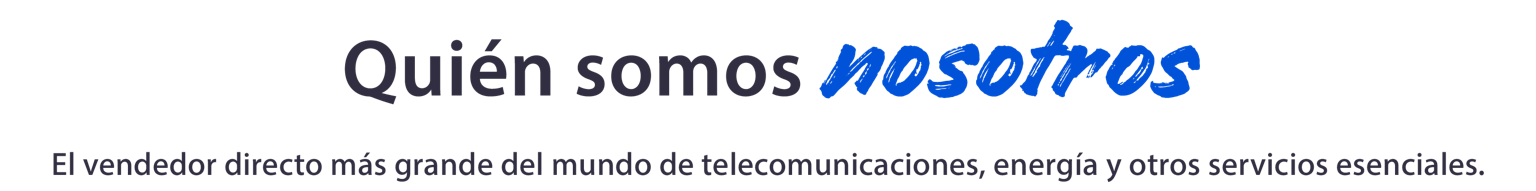 Quién somos nosotros
El vendedor directo más grande del mundo de telecomunicaciones, energía y otros servicios esenciales.